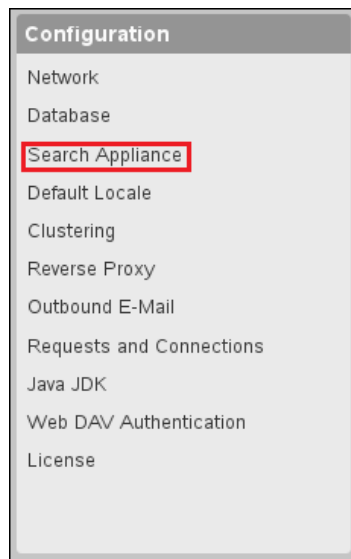 Configuration
Network
Database
Search Appliance
Default Locale
Clustering
Reverse Proxy
Outbound E-Mail
Requests and Connections
Java JDK
Web DAV Authentication
License